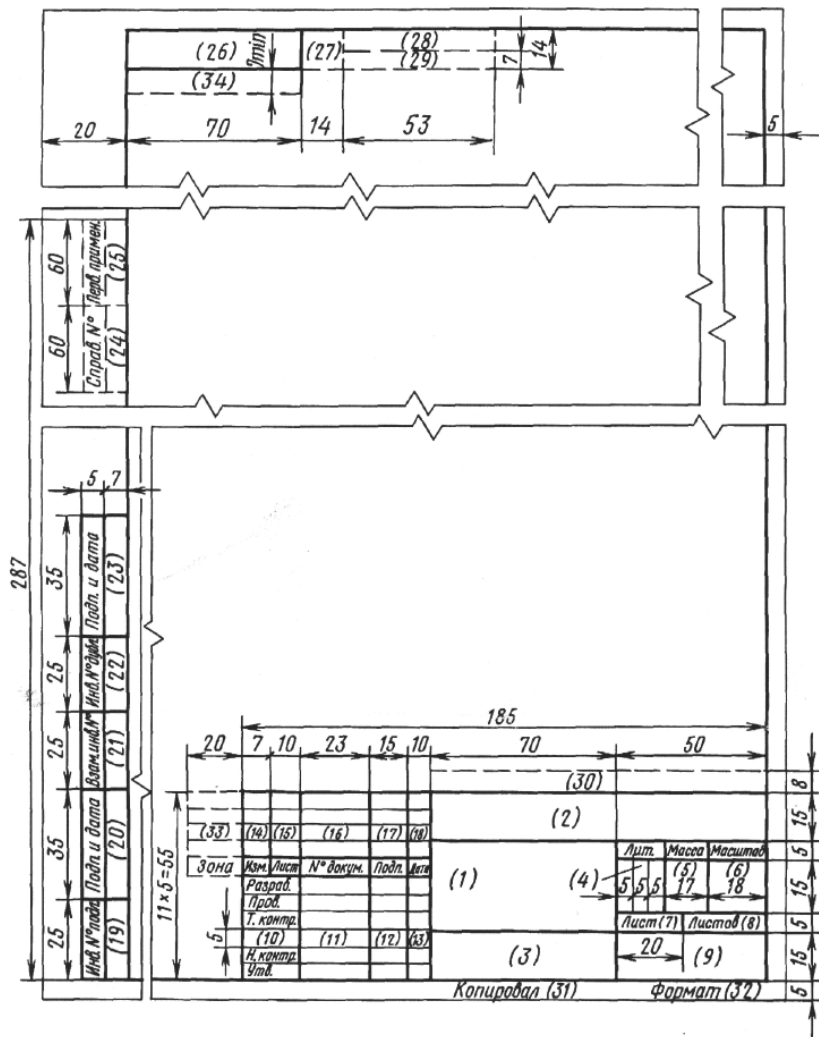 (26) 7min (27) (28)
(29) 7 14
(34)
20 70 14 53 5
60 Перв. примен. (25)
60 Справ. N° (24)
287
5 7
35 Подп. и дата (23)
25 Инв.N°дубл. (22)
25 Взам.инв.N° (21)
35 Подп. и дата (20)
25 Инв.N°подл. (19)
185
20 7 10 23 15 10 70 50
(30) 8
(2) 15
(33) (14) (15) (16) (17) (18)
Лит. Масса Масштаб 5
Зона Изм. Лист N° докум. Подп. Дата (1) (4) (5) (6)
5 5 5 17 18 15
11×5=55
Разраб.
Пров.
Т. контр. Лист (7) Листов (8) 5
5 (10) (11) (12) (13)
Н. контр. (3) 20 (9) 15
Утв.
Копировал (31) Формат (32) 5